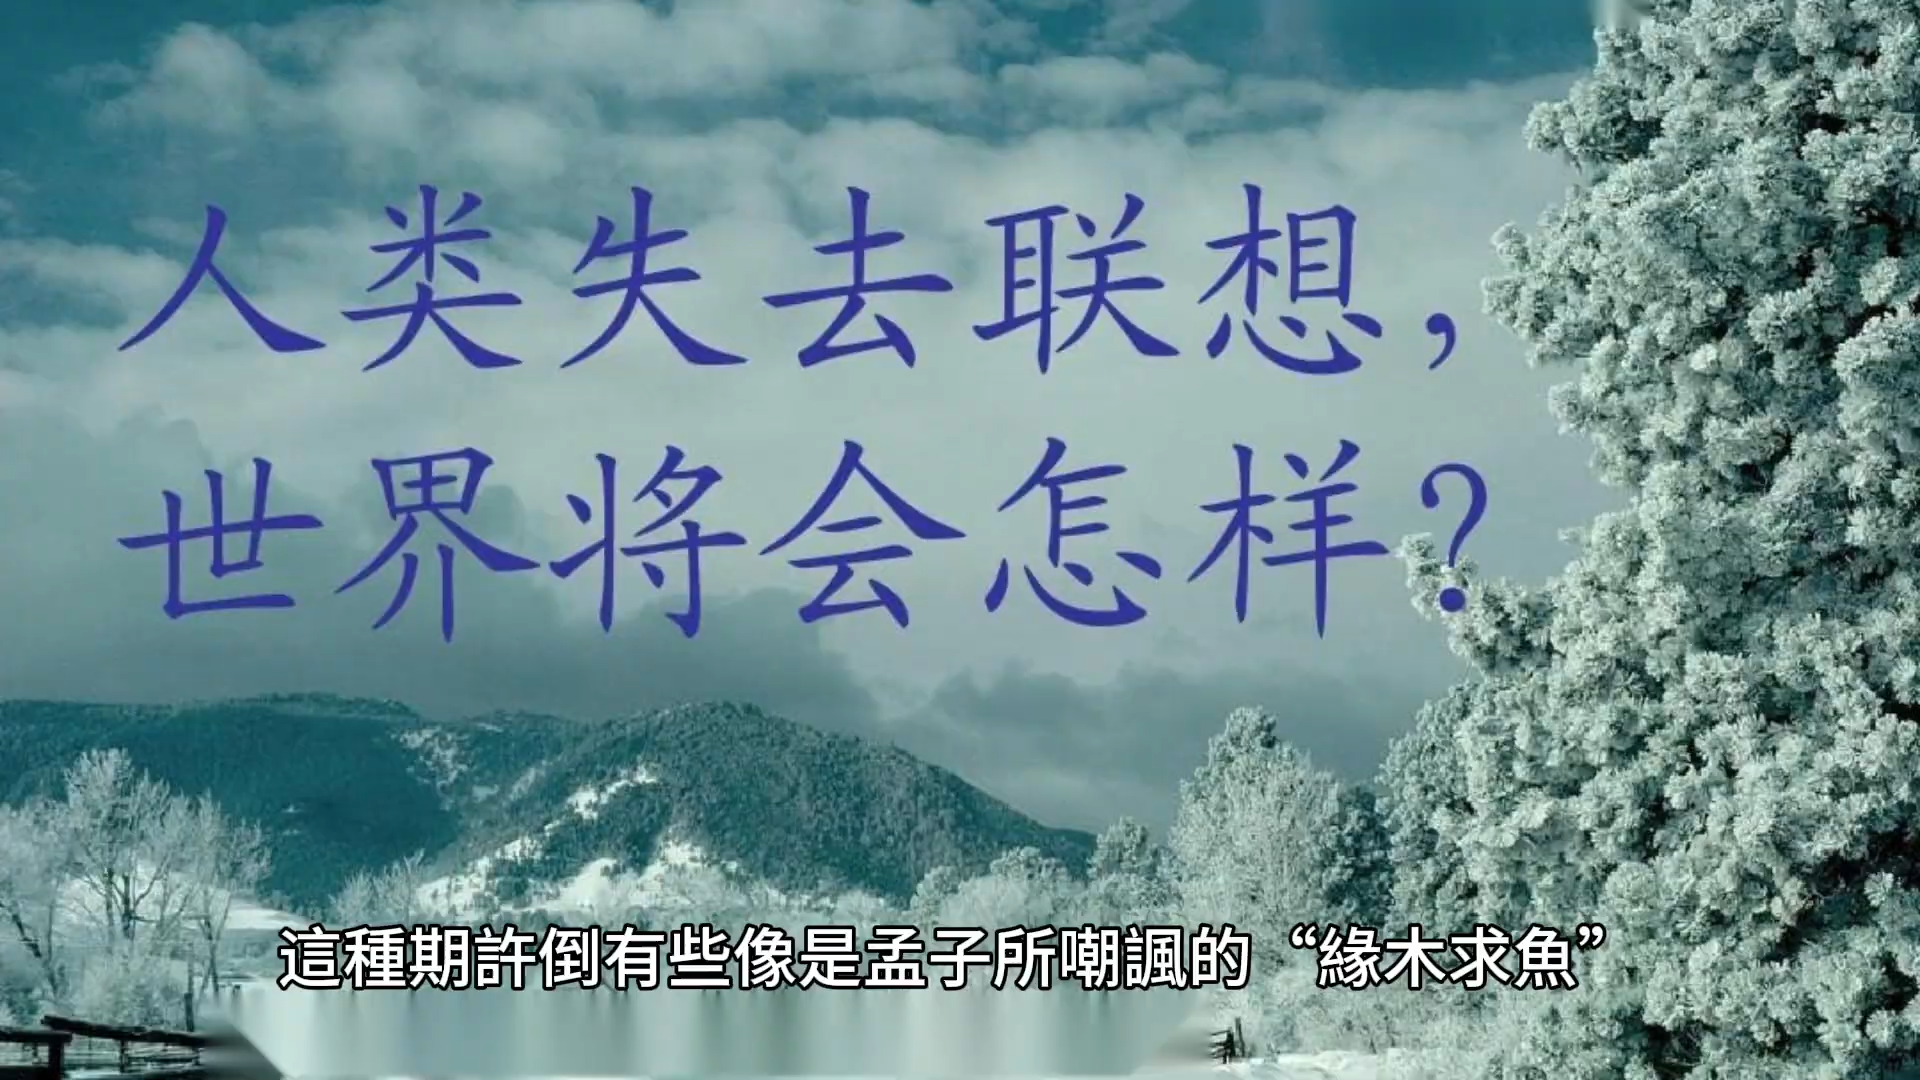 人类失去联想，
世界将会怎样？
這種期許倒有些像是孟子所嘲諷的“緣木求魚”